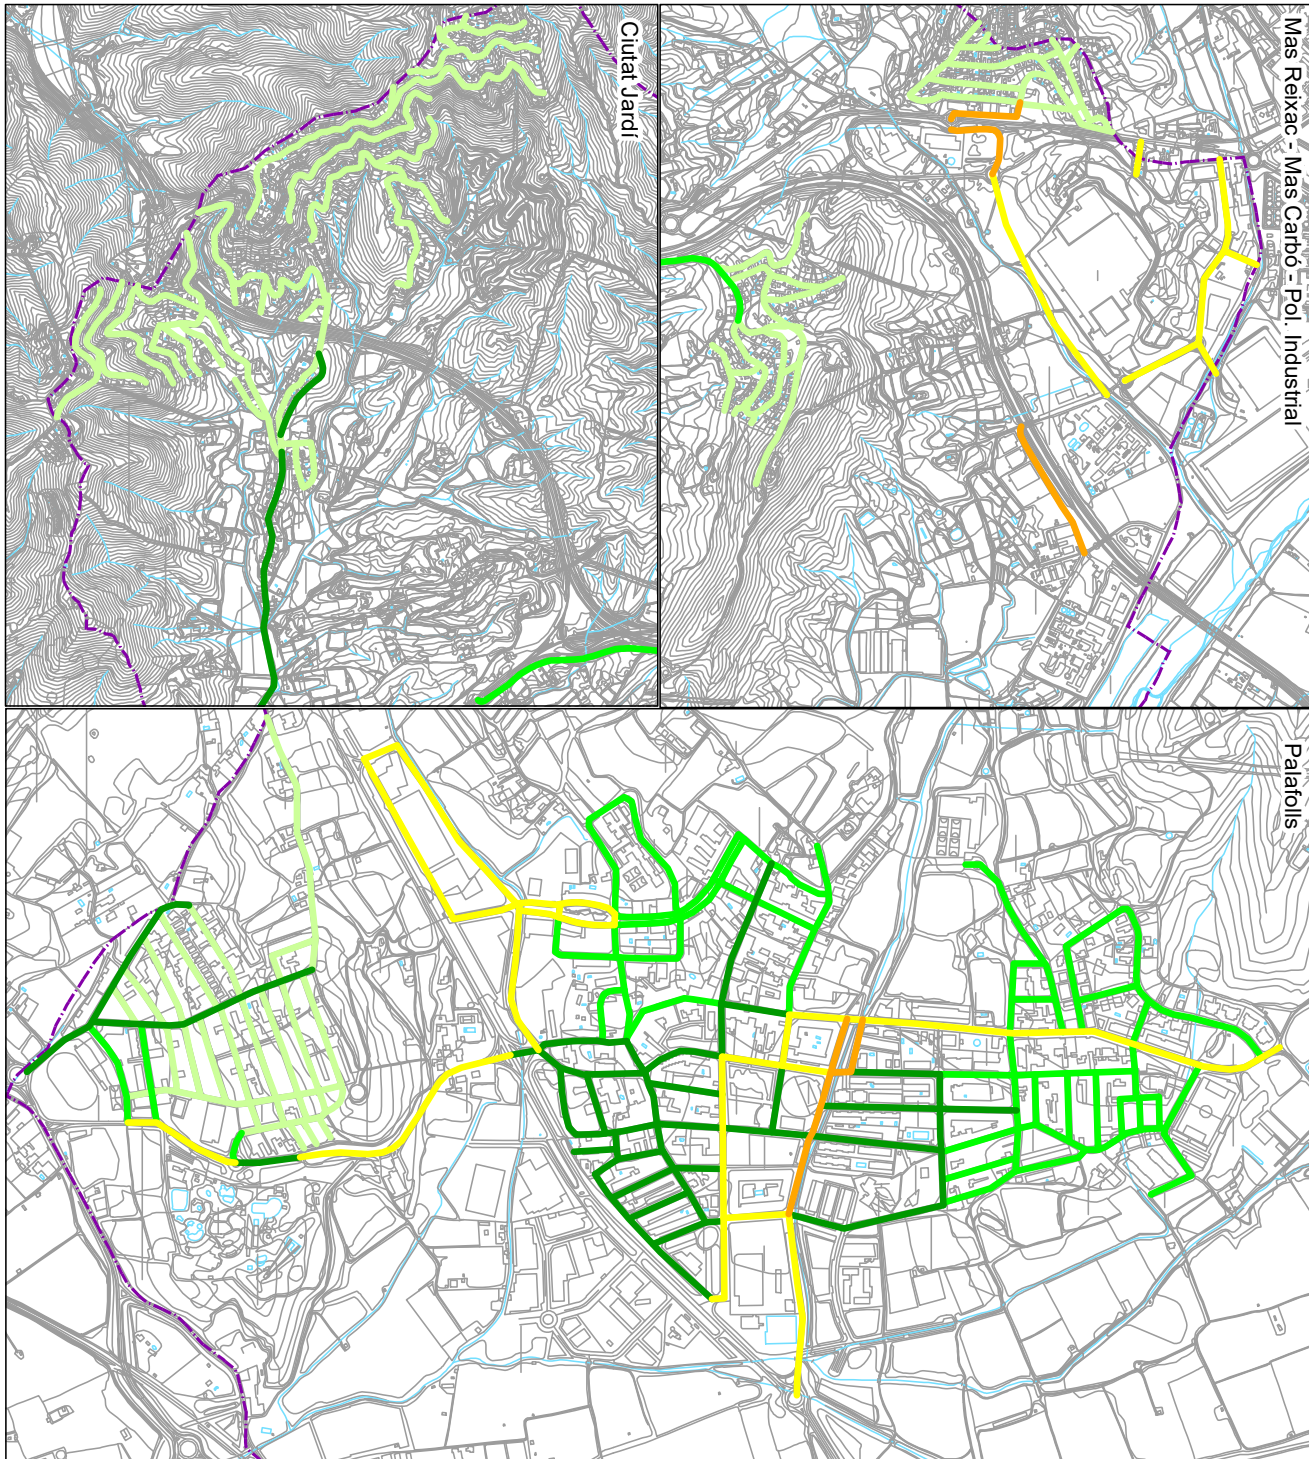 Mas Reixac - Mas Carbó - Pol. Industrial
Ciutat Jardí
Palafolls